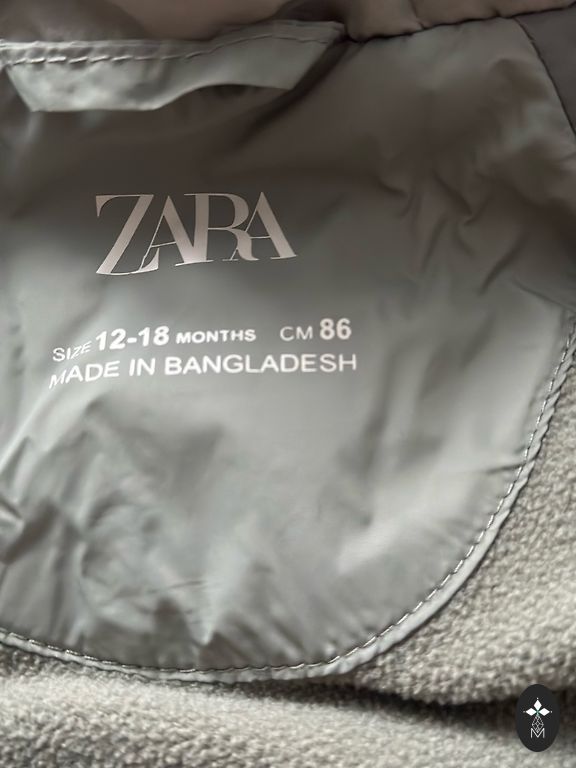 ZARA
SIZE 12-18 MONTHS CM 86
MADE IN BANGLADESH
M